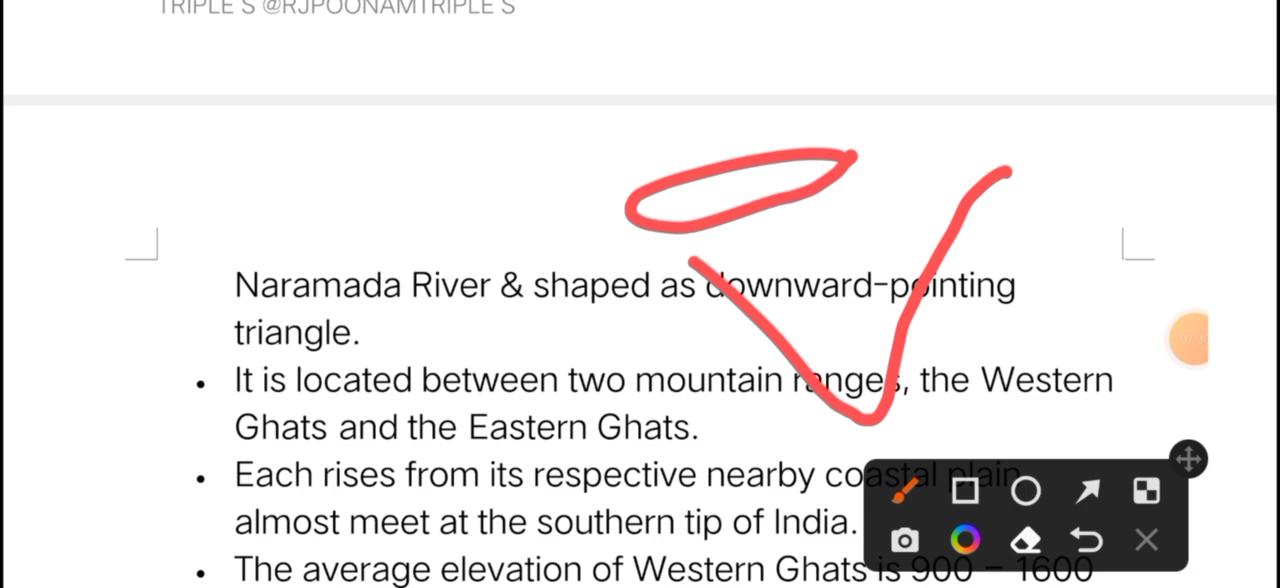 TRIPLE S @RJPOONAMTRIPLE S
Naramada River & shaped as downward-pointing
triangle.
• It is located between two mountain ranges, the Western
Ghats and the Eastern Ghats.
• Each rises from its respective nearby coastal plain
almost meet at the southern tip of India.
• The average elevation of Western Ghats is 900 – 1600